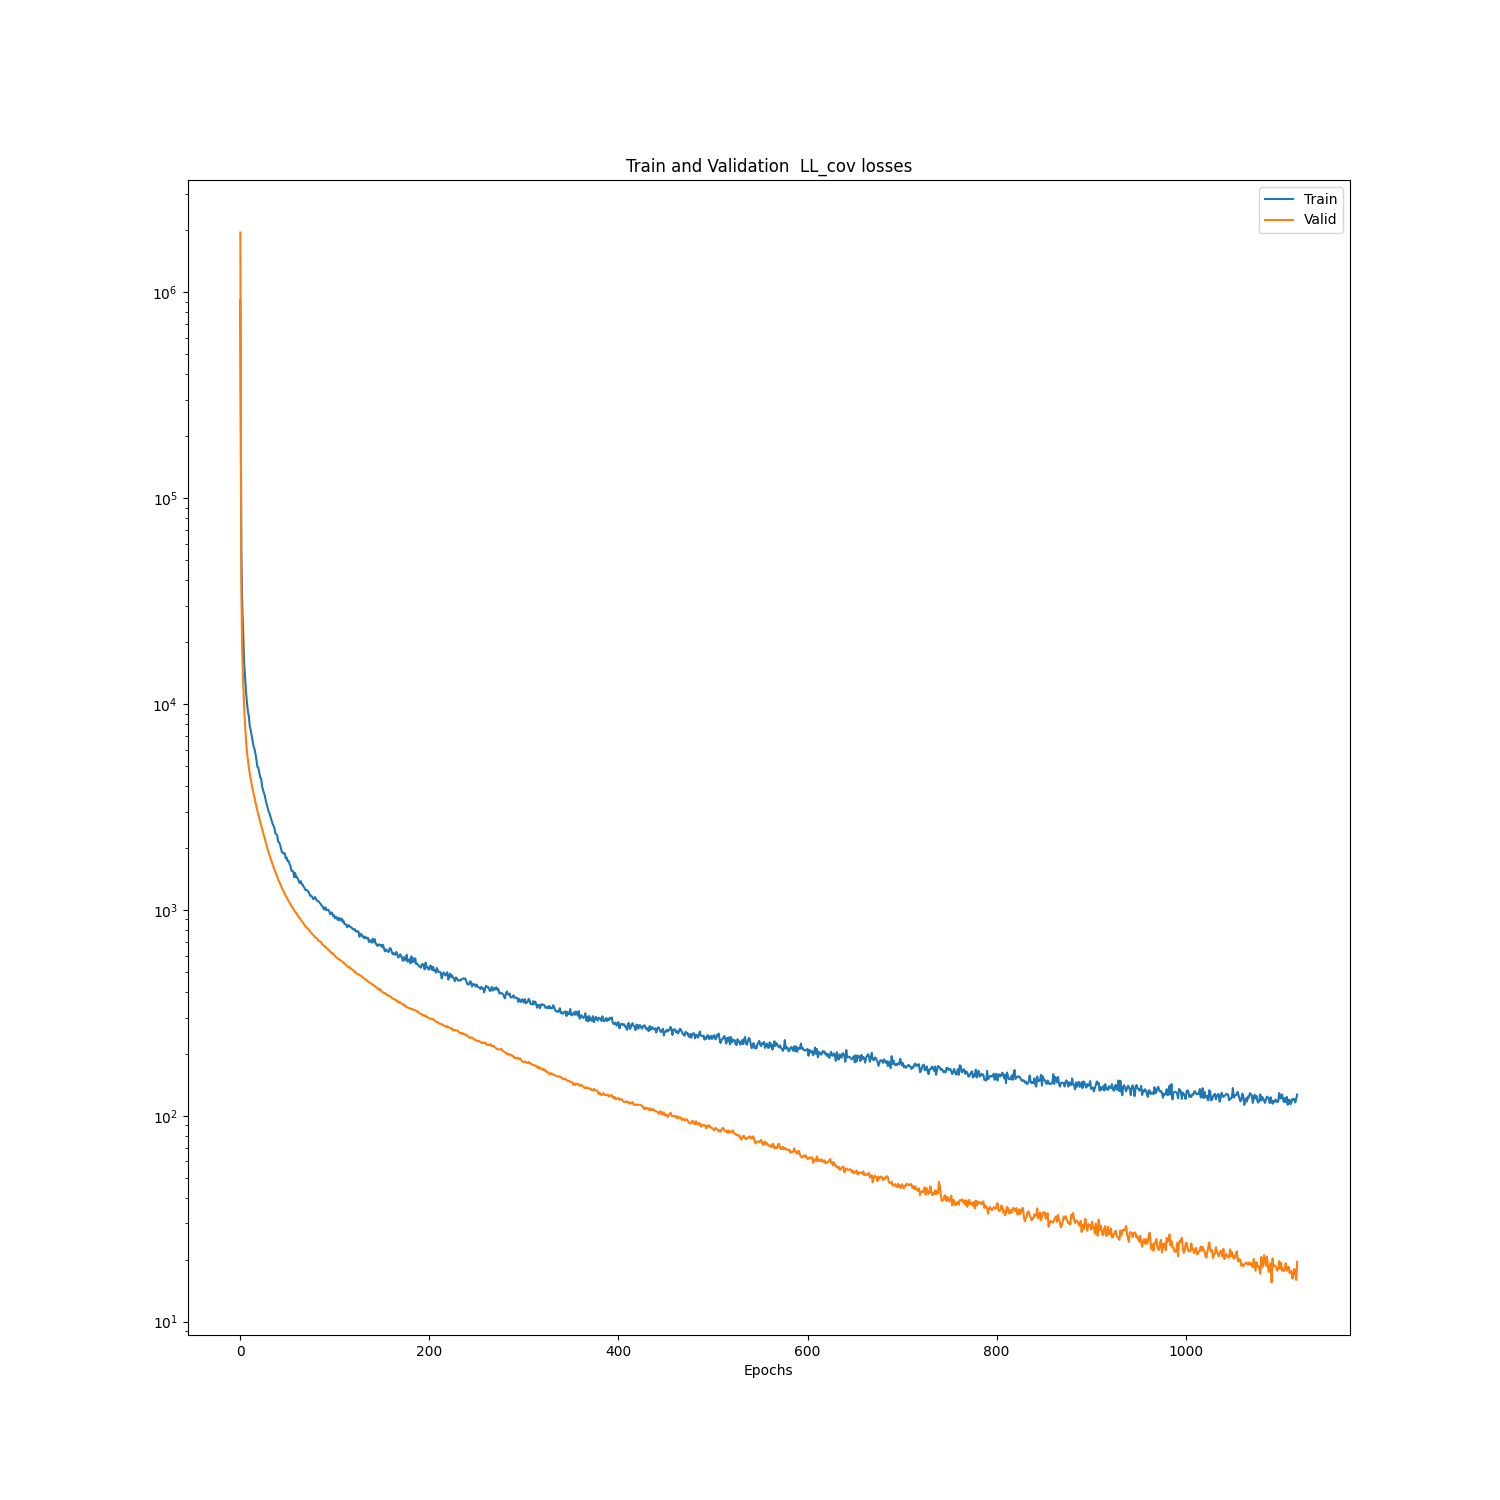 Train and Validation  LL_cov losses
Train
Valid
10⁶
10⁵
10⁴
10³
10²
10¹
0 200 400 600 800 1000
Epochs